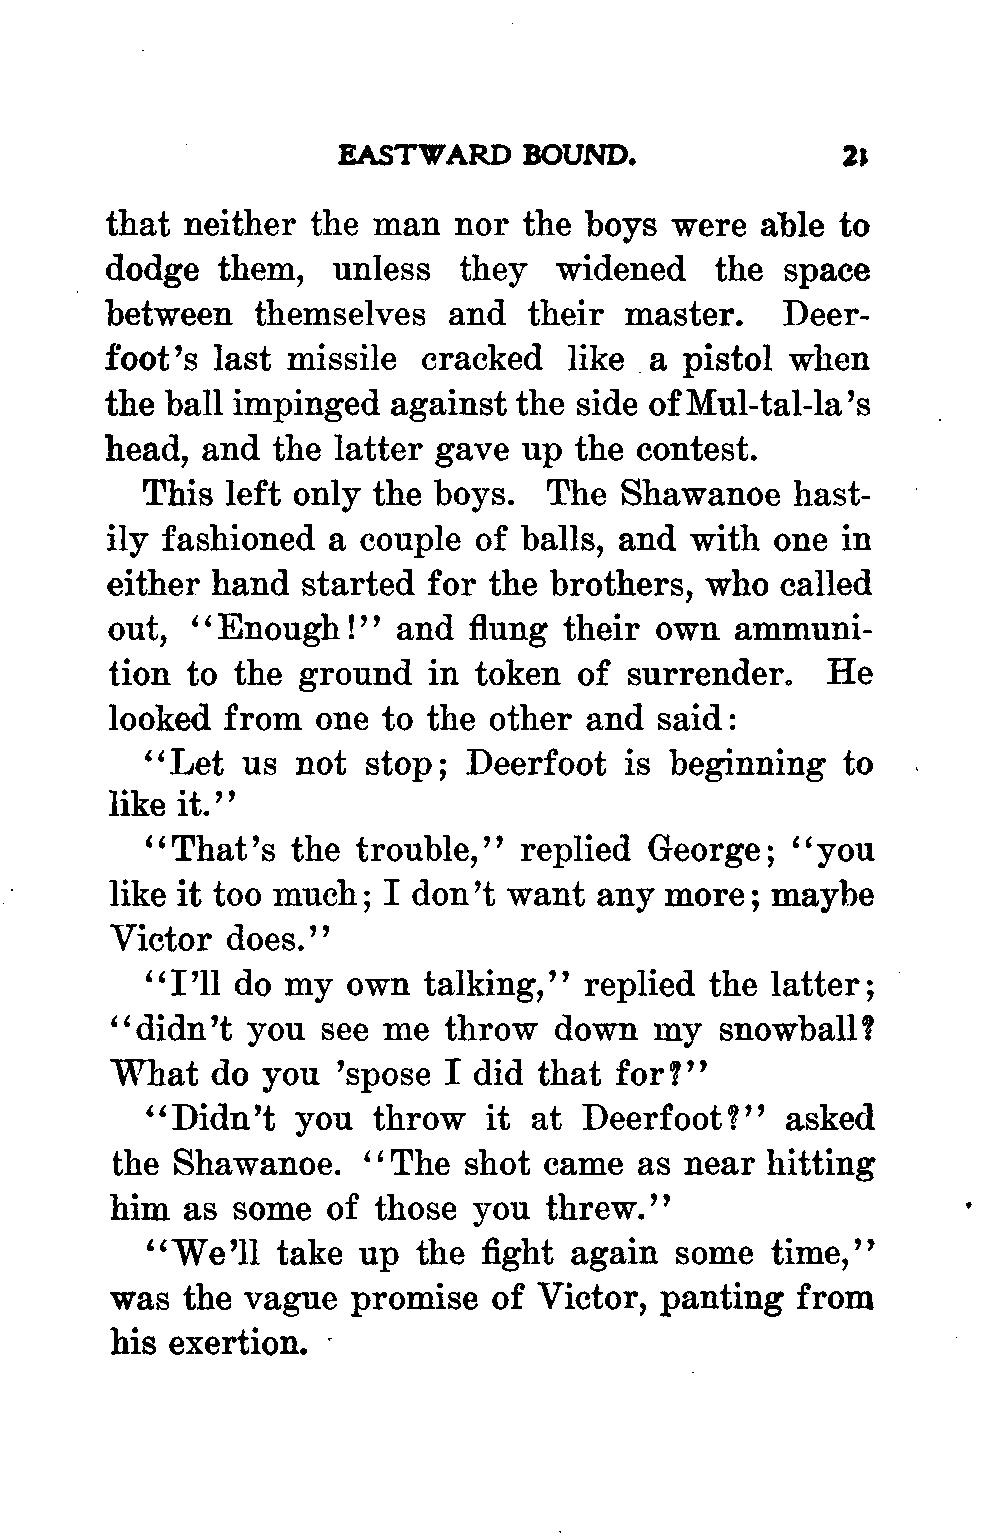 EASTWARD BOUND. 21
that neither the man nor the boys were able to
dodge them, unless they widened the space
between themselves and their master. Deer-
foot's last missile cracked like a pistol when
the ball impinged against the side of Mul-tal-la's
head, and the latter gave up the contest.
This left only the boys. The Shawanoe hast-
ily fashioned a couple of balls, and with one in
either hand started for the brothers, who called
out, "Enough!" and flung their own ammuni-
tion to the ground in token of surrender. He
looked from one to the other and said:
"Let us not stop; Deerfoot is beginning to
like it."
"That's the trouble," replied George; "you
like it too much; I don't want any more; maybe
Victor does."
"I'll do my own talking," replied the latter;
"didn't you see me throw down my snowball?
What do you 'spose I did that for?"
"Didn't you throw it at Deerfoot?" asked
the Shawanoe. "The shot came as near hitting
him as some of those you threw."
"We'll take up the fight again some time,"
was the vague promise of Victor, panting from
his exertion.